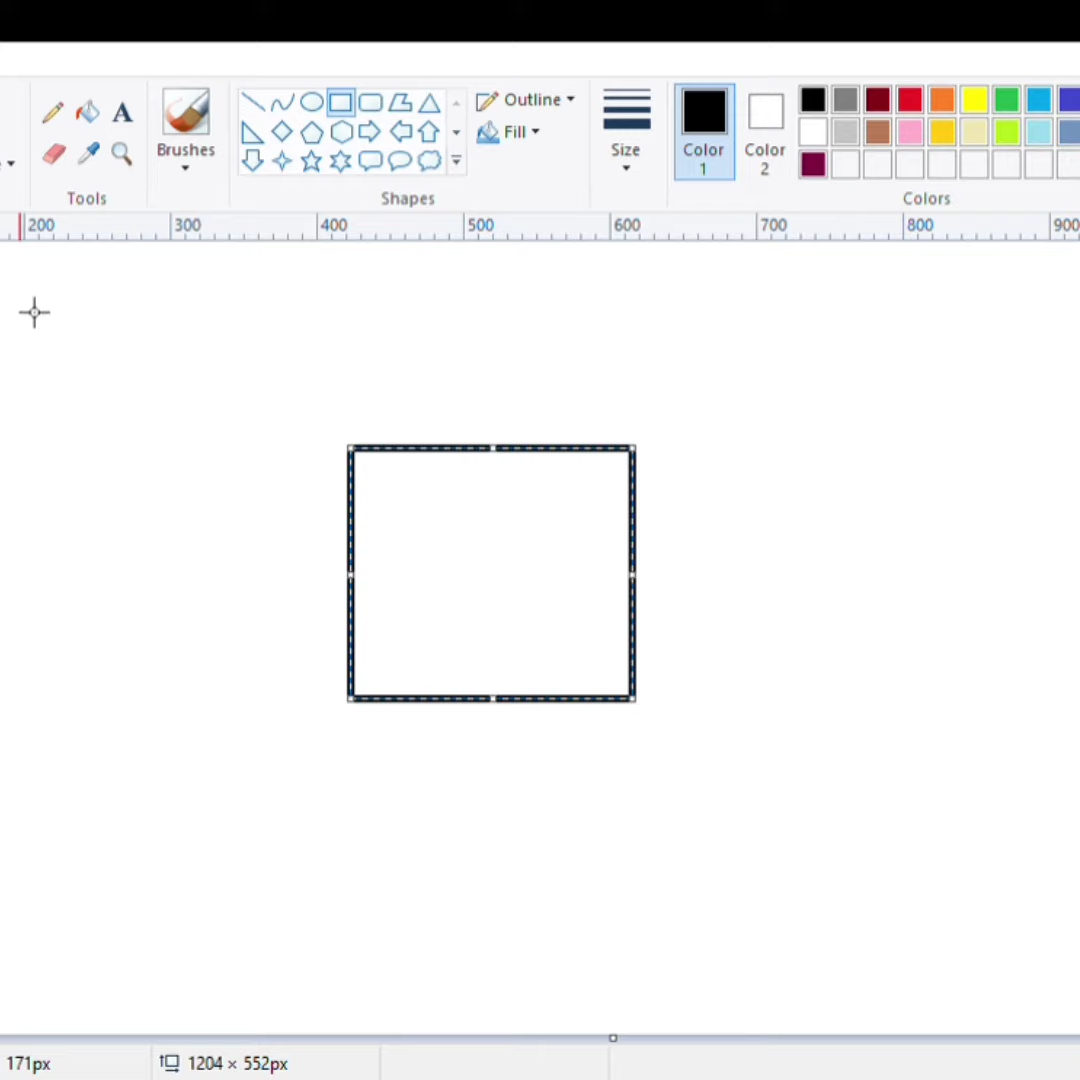 Outline
Fill
Brushes
Size
Color 1
Color 2
Tools
Shapes
Colors
200 300 400 500 600 700 800 900
171px
1204 × 552px